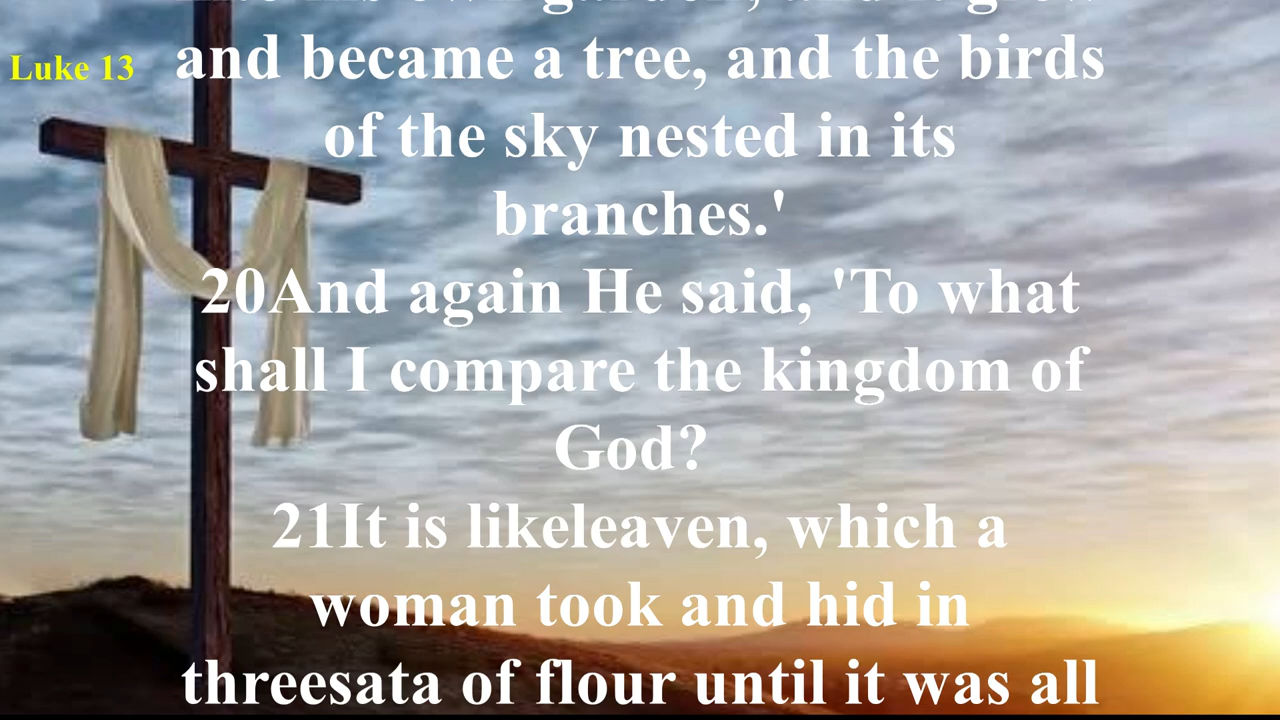 Luke 13
and became a tree, and the birds
of the sky nested in its
branches.'
20And again He said, 'To what
shall I compare the kingdom of
God?
21It is likeleaven, which a
woman took and hid in
threesata of flour until it was all